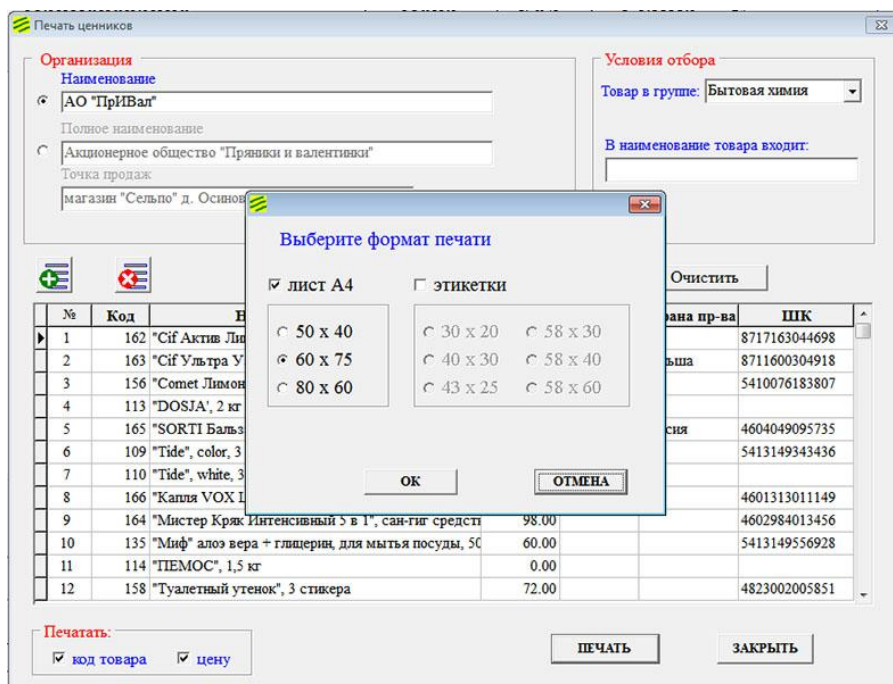 Печать ценников
Организация
Наименование
АО "ПрИВал"
Полное наименование
Акционерное общество "Пряники и валентинки"
Точка продаж
магазин "Сельпо" д.
Условия отбора
Товар в группе: Бытовая химия
В наименование товара входит:
Выберите формат печати
лист А4 этикетки
50 x 40 30 x 20 58 x 30
60 x 75 40 x 30 58 x 40
80 x 60 43 x 25 58 x 60
ОК ОТМЕНА
Очистить
№ Код Н рана пр-ва ШК
1 162 "Cif Актив 8717163044698
2 163 "Cif Ультра У ьша 8711600304918
3 156 "Comet Лимон 5410076183807
4 113 "DOSJA', 2 кг
5 165 "SORTI Бальз сия 4604049095735
6 109 "Tide", color, 3 5413149343436
7 110 "Tide", white, 3
8 166 "Капля VOX 4601313011149
9 164 "Мистер Кряк Интенсивный 5 в 1", сан-гиг средств 98.00 4602984013456
10 135 "Миф" алоэ вера + глицерин, для мытья посуды, 50 60.00 5413149556928
11 114 "ПЕМОС", 1,5 кг 0.00
12 158 "Туалетный утенок", 3 стикера 72.00 4823002005851
Печатать:
код товара цену
ПЕЧАТЬ ЗАКРЫТЬ